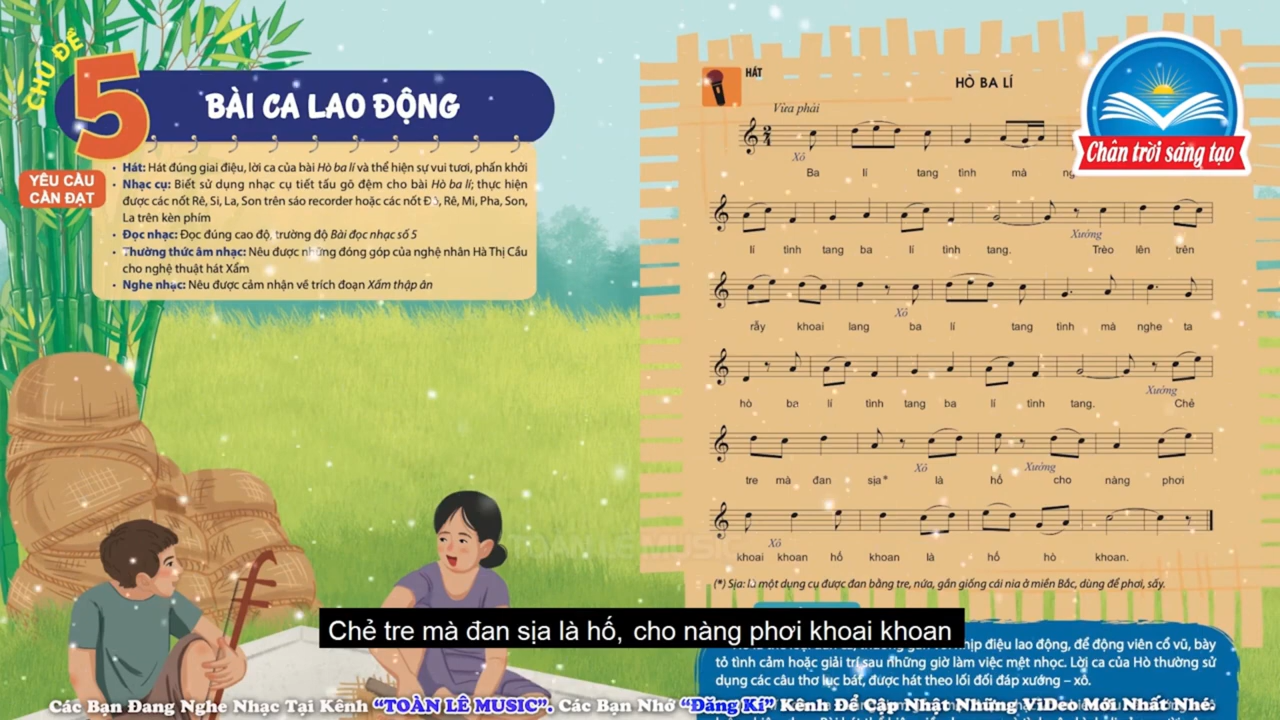 CHỦ ĐỀ
5
BÀI CA LAO ĐỘNG
YÊU CẦU
CẦN ĐẠT
• Hát: Hát đúng giai điệu, lời ca của bài Hò ba lí và thể hiện sự vui tươi, phấn khởi
• Nhạc cụ: Biết sử dụng nhạc cụ tiết tấu gõ đệm cho bài Hò ba lí; thực hiện
được các nốt Rê, Si, La, Son trên sáo recorder hoặc các nốt Đô, Rê, Mi, Pha, Son,
La trên kèn phím
• Đọc nhạc: Đọc đúng cao độ, trường độ Bài đọc nhạc số 5
• Thường thức âm nhạc: Nêu được những đóng góp của nghệ nhân Hà Thị Cầu
cho nghệ thuật hát Xẩm
• Nghe nhạc: Nêu được cảm nhận về trích đoạn Xẩm thập ân
HÁT
HÒ BA LÍ
Chân trời sáng tạo
Vừa phải
Xô
Ba lí tang tình mà
Xướng
lí tình tang ba lí tình tang. Trèo lên trên
Xô
rẫy khoai lang ba lí tang tình mà nghe ta
Xướng
hò ba lí tình tang ba lí tình tang. Chẻ
Xô Xướng
tre mà đan sịa* là hố cho nàng phơi
Xô
khoai khoan hố khoan là hố hò khoan.
(*) Sịa: là một dụng cụ được đan bằng tre, nứa, gần giống cái nia ở miền Bắc, dùng để phơi, sấy.
TOÀN LÊ MUSIC
Chẻ tre mà đan sịa là hố, cho nàng phơi khoai khoan
nhịp điệu lao động, để động viên cổ vũ, bày
tỏ tình cảm hoặc giải trí sau những giờ làm việc mệt nhọc. Lời ca của Hò thường sử
dụng các câu thơ lục bát, được hát theo lối đối đáp xướng – xô.
Các Bạn Đang Nghe Nhạc Tại Kênh “TOÀN LÊ MUSIC”. Các Bạn Nhớ “Đăng Kí” Kênh Để Cập Nhật Những Video Mới Nhất Nhé.